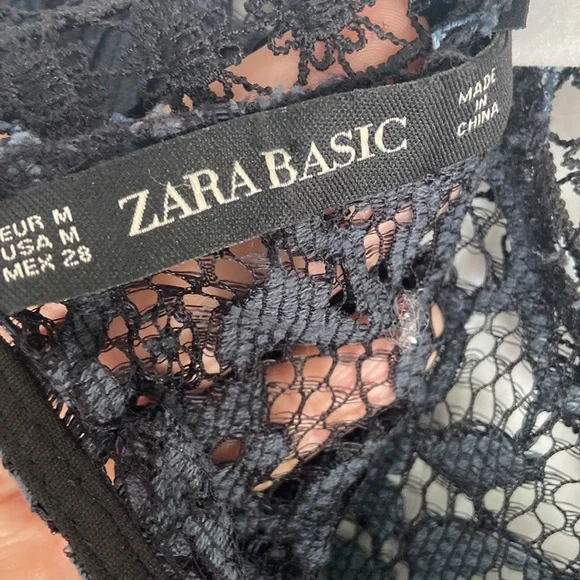 ZARA BASIC
MADE
IN
CHINA
EUR M
USA M
MEX 28